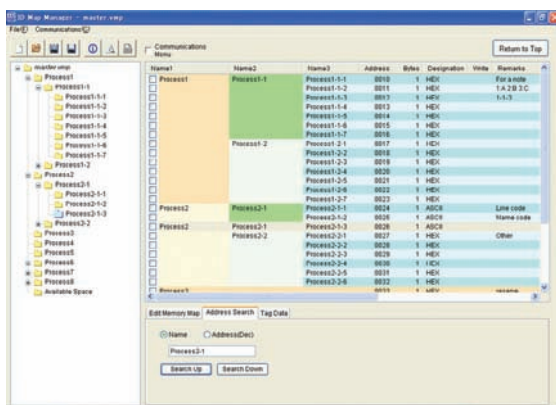 ID Map Manager - master.vmp
File(F) Communications(C)
Communications
Menu
Return to Top
master.vmp
Process1
Process1-1
Process1-1-1
Process1-1-2
Process1-1-3
Process1-1-4
Process1-1-5
Process1-1-6
Process1-1-7
Process1-2
Process2
Process2-1
Process2-1-1
Process2-1-2
Process2-1-3
Process2-2
Process3
Process4
Process5
Process6
Process7
Process8
Available Space
Name1 Name2 Name3 Address Bytes Designation Write Remarks
Process1 Process1-1 Process1-1-1 0010 1 HEX For a note
Process1-1-2 0011 1 HEX 1:A 2:B 3:C
Process1-1-3 0012 1 HEX 1-1-3
Process1-1-4 0013 1 HEX
Process1-1-5 0014 1 HEX
Process1-1-6 0015 1 HEX
Process1-1-7 0016 1 HEX
Process1-2 Process1-2-1 0017 1 HEX
Process1-2-2 0018 1 HEX
Process1-2-3 0019 1 HEX
Process1-2-4 0020 1 HEX
Process1-2-5 0021 1 HEX
Process1-2-6 0022 1 HEX
Process1-2-7 0023 1 HEX
Process2 Process2-1 Process2-1-1 0024 1 ASCII Line code
Process2-1-2 0025 1 ASCII Name code
Process2 Process2-1 Process2-1-3 0026 1 ASCII
Process2-2 Process2-2-1 0027 1 HEX Other
Process2-2-2 0028 1 HEX
Process2-2-3 0029 1 HEX
Process2-2-4 0030 1 HEX
Process2-2-5 0031 1 HEX
Process2-2-6 0032 1 HEX
Process3 0033 1 HEX
Edit Memory Map Address Search Tag Data
Name Address(Dec)
Process2-1
Search Up Search Down